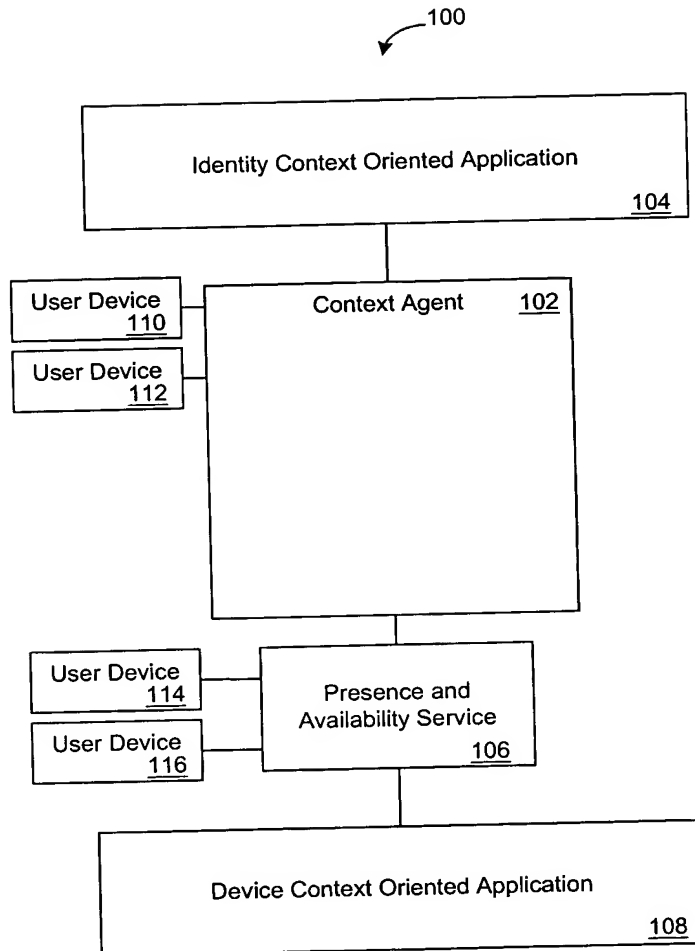 100
Identity Context Oriented Application
104
User Device
110
User Device
112
Context Agent 102
User Device
114
User Device
116
Presence and
Availability Service
106
Device Context Oriented Application
108